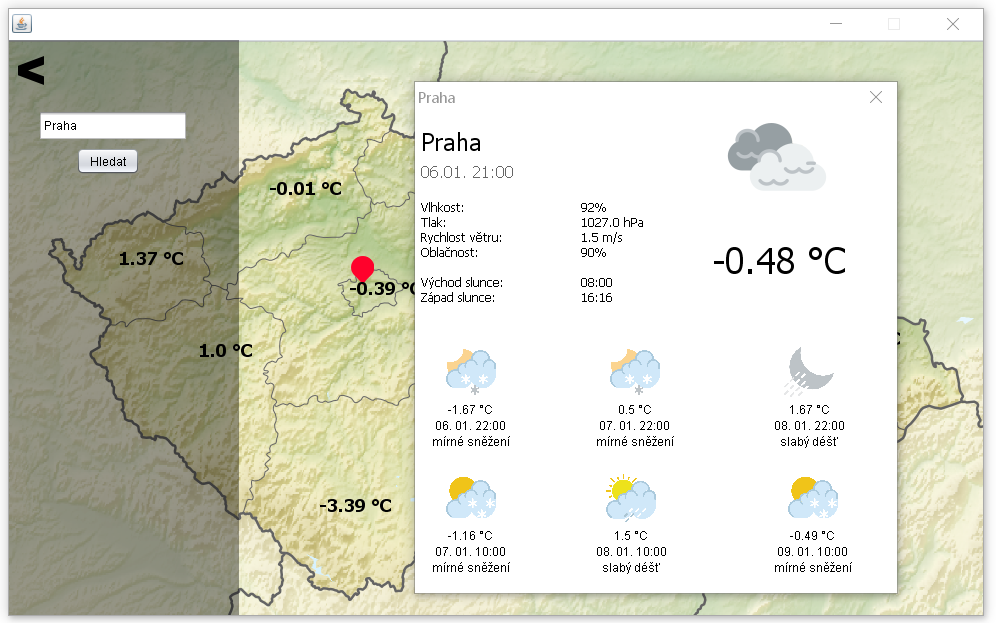 <
Praha
Hledat
-0.01 °C
1.37 °C
-0.39 °C
1.0 °C
-3.39 °C
Praha
Praha
06.01. 21:00
Vlhkost: 92%
Tlak: 1027.0 hPa
Rychlost větru: 1.5 m/s
Oblačnost: 90%
Východ slunce: 08:00
Západ slunce: 16:16
-0.48 °C
-1.67 °C
06. 01. 22:00
mírné sněžení
0.5 °C
07. 01. 22:00
mírné sněžení
1.67 °C
08. 01. 22:00
slabý déšť
-1.16 °C
07. 01. 10:00
mírné sněžení
1.5 °C
08. 01. 10:00
slabý déšť
-0.49 °C
09. 01. 10:00
mírné sněžení